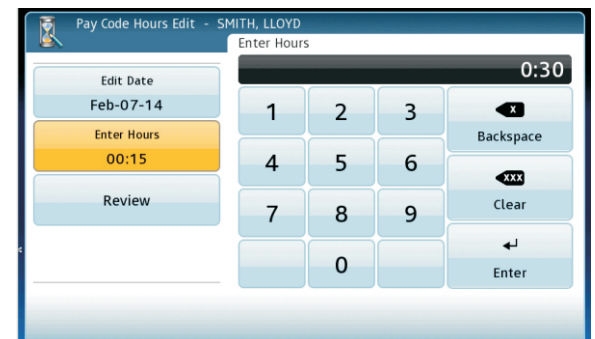 Pay Code Hours Edit - SMITH, LLOYD
Enter Hours
0:30
Edit Date
Feb-07-14
Enter Hours
00:15
Review
1 2 3
x
Backspace
4 5 6
xxx
Clear
7 8 9
0
Enter